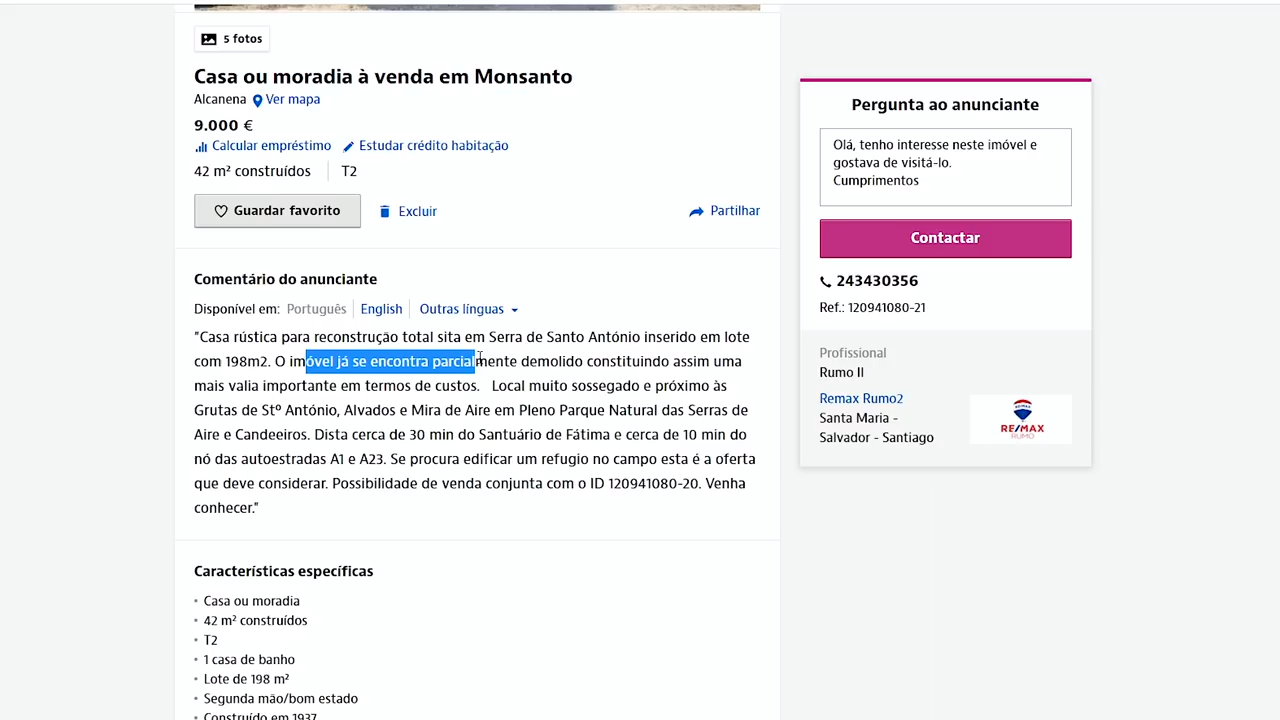 5 fotos
Casa ou moradia à venda em Monsanto
Alcanena Ver mapa
9.000 €
Calcular empréstimo Estudar crédito habitação
42 m² construídos T2
Guardar favorito Excluir Partilhar
Comentário do anunciante
Disponível em: Português English Outras línguas
"Casa rústica para reconstrução total sita em Serra de Santo António inserido em lote
com 198m2. O imóvel já se encontra parcialmente demolido constituindo assim uma
mais valia importante em termos de custos. Local muito sossegado e próximo às
Grutas de Stº António, Alvados e Mira de Aire em Pleno Parque Natural das Serras de
Aire e Candeeiros. Dista cerca de 30 min do Santuário de Fátima e cerca de 10 min do
nó das autoestradas A1 e A23. Se procura edificar um refugio no campo esta é a oferta
que deve considerar. Possibilidade de venda conjunta com o ID 120941080-20. Venha
conhecer."
Características específicas
• Casa ou moradia
• 42 m² construídos
• T2
• 1 casa de banho
• Lote de 198 m²
• Segunda mão/bom estado
• Construído em 1937
Pergunta ao anunciante
Olá, tenho interesse neste imóvel e
gostava de visitá-lo.
Cumprimentos
Contactar
243430356
Ref.: 120941080-21
Profissional
Rumo II
Remax Rumo2
Santa Maria -
Salvador - Santiago
RE/MAX
RUMO